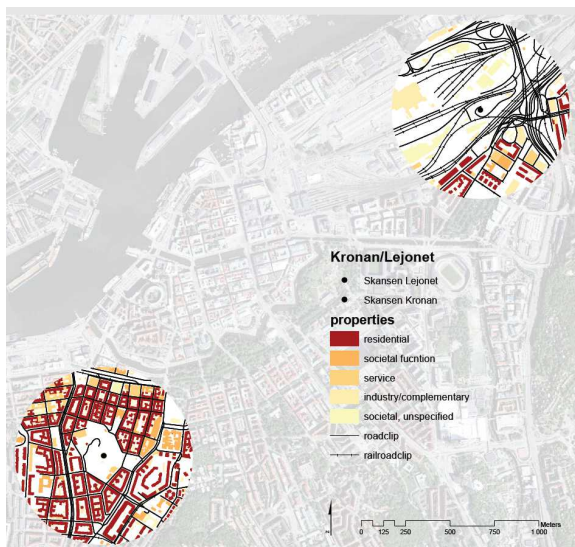 Kronan/Lejonet
Skansen Lejonet
Skansen Kronan
properties
residential
societal fucntion
service
industry/complementary
societal, unspecified
roadclip
railroadclip
Meters
0 125 250 500 750 1 000